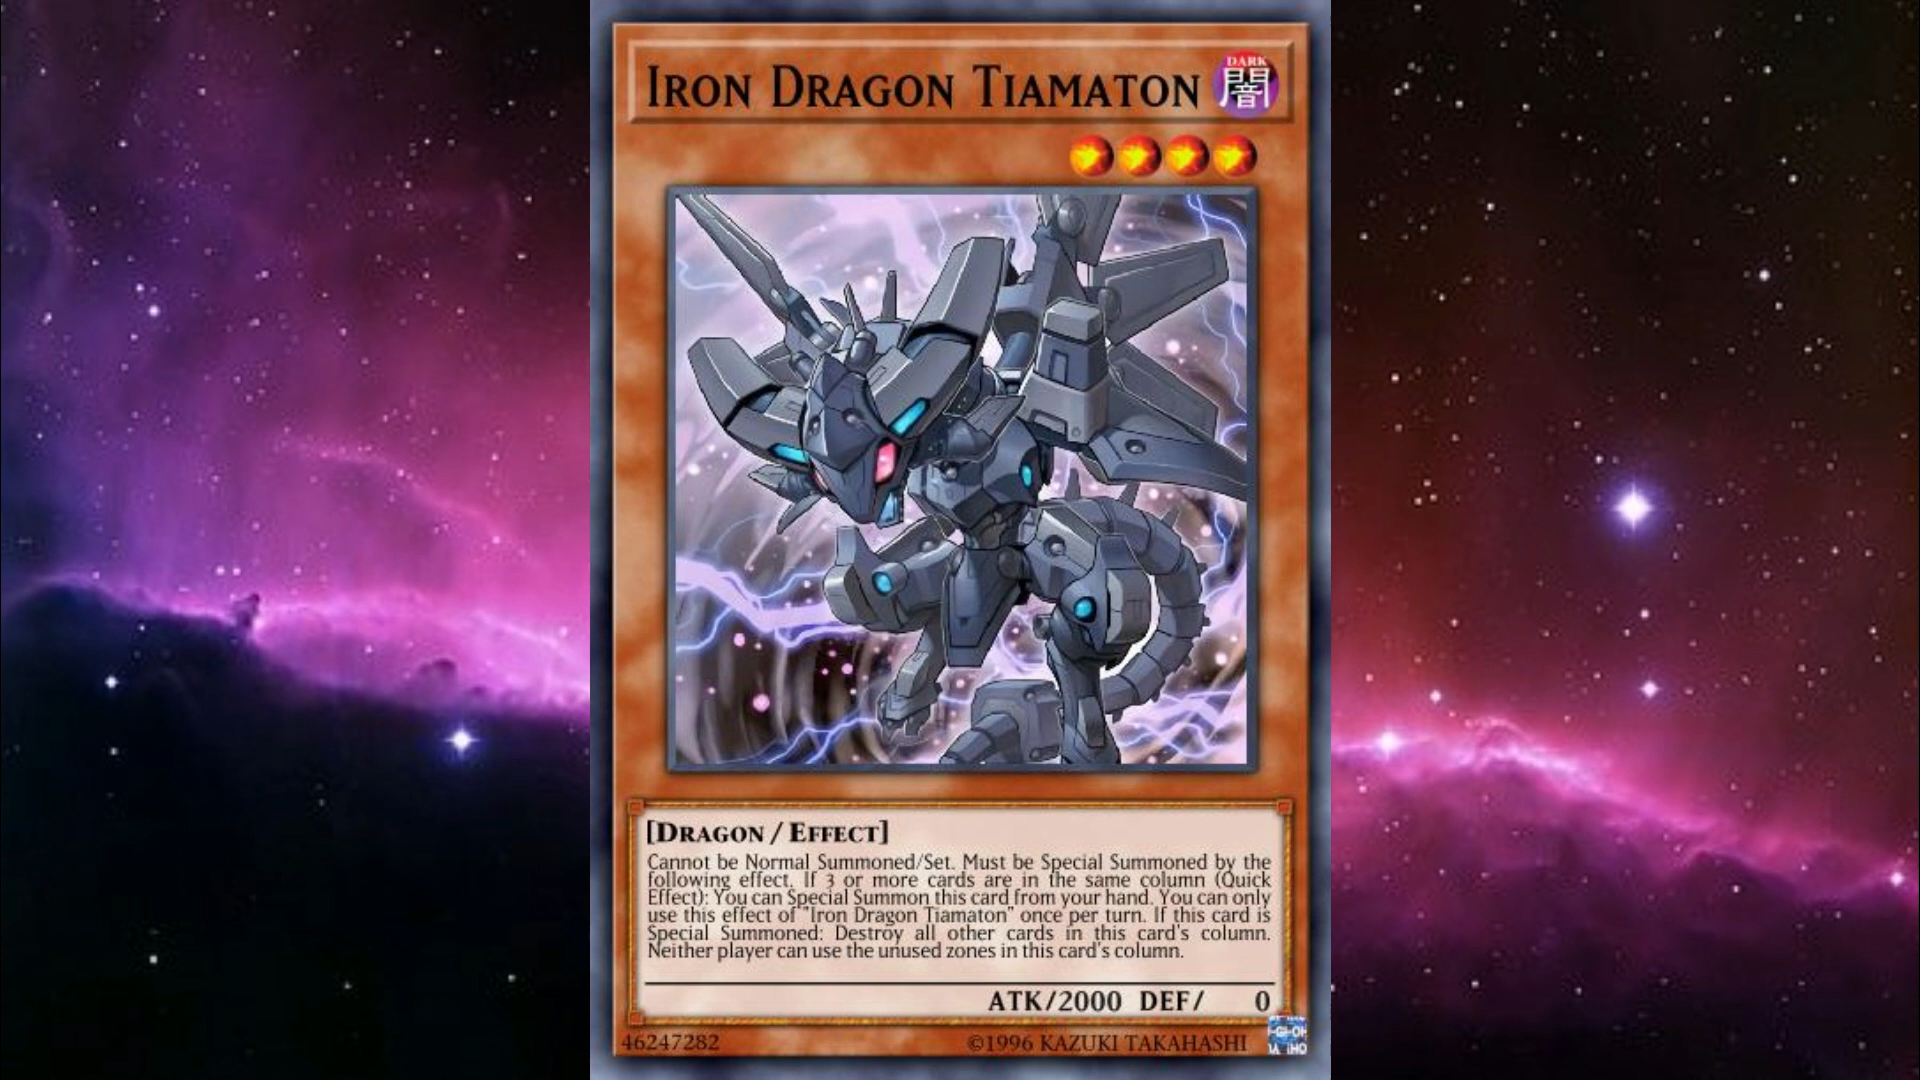 IRON DRAGON TIAMATON
DARK
闇
[DRAGON / EFFECT]
Cannot be Normal Summoned/Set. Must be Special Summoned by the
following effect. If 3 or more cards are in the same column (Quick
Effect): You can Special Summon this card from your hand. You can only
use this effect of "Iron Dragon Tiamaton" once per turn. If this card is
Special Summoned: Destroy all other cards in this card's column.
Neither player can use the unused zones in this card's column.
ATK/2000 DEF/ 0
46247282 ©1996 KAZUKI TAKAHASHI